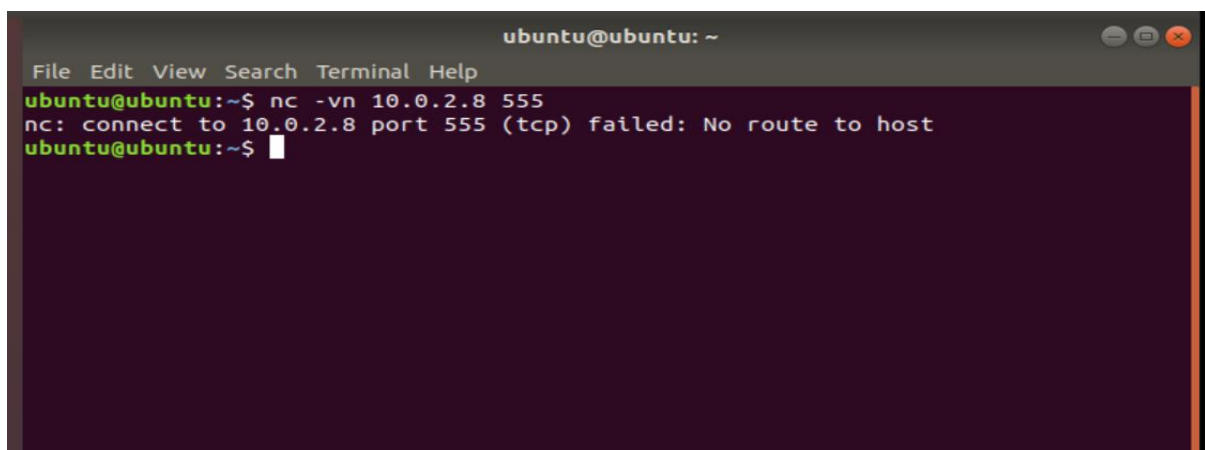 ubuntu@ubuntu: ~
File Edit View Search Terminal Help
ubuntu@ubuntu:~$ nc -vn 10.0.2.8 555
nc: connect to 10.0.2.8 port 555 (tcp) failed: No route to host
ubuntu@ubuntu:~$